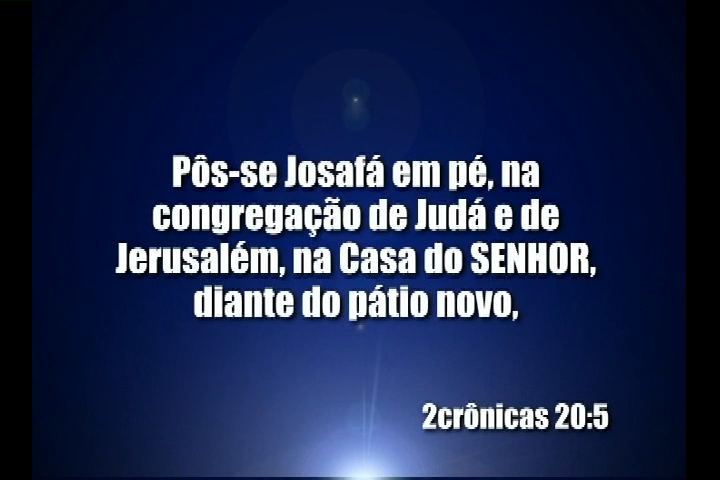 Pôs-se Josafá em pé, na
congregação de Judá e de
Jerusalém, na Casa do SENHOR,
diante do pátio novo,
2crônicas 20:5